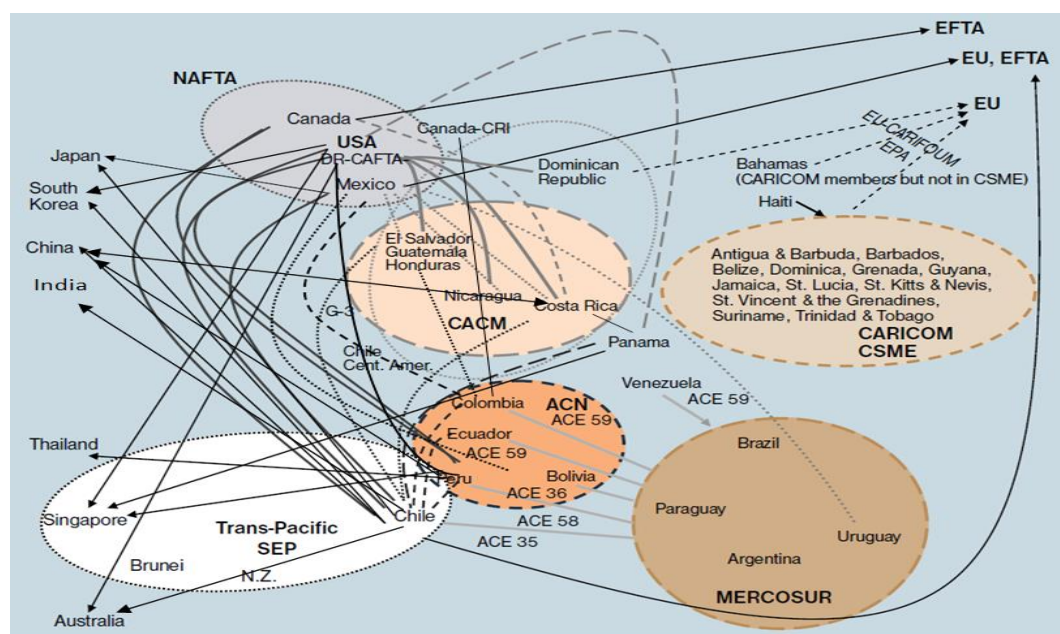 EFTA
EU, EFTA
NAFTA
EU
Canada
USA
Canada-CRI
DR-CAFTA
Mexico
EU-CARIFOUM
EPA
Japan
South
Korea
China
India
Dominican
Republic
Bahamas
(CARICOM members but not in CSME)
Haiti
El Salvador
Guatemala
Honduras
Nicaragua
Costa Rica
CACM
G-3
Chile
Cent. Amer.
Panama
Antigua & Barbuda, Barbados,
Belize, Dominica, Grenada, Guyana,
Jamaica, St. Lucia, St. Kitts & Nevis,
St. Vincent & the Grenadines,
Suriname, Trinidad & Tobago
CARICOM
CSME
Venezuela
ACE 59
Colombia
ACN
ACE 59
Ecuador
ACE 59
Peru
Bolivia
ACE 36
ACE 58
ACE 35
Thailand
Singapore
Trans-Pacific
SEP
Chile
Brunei
N.Z.
Australia
Brazil
Paraguay
Uruguay
Argentina
MERCOSUR